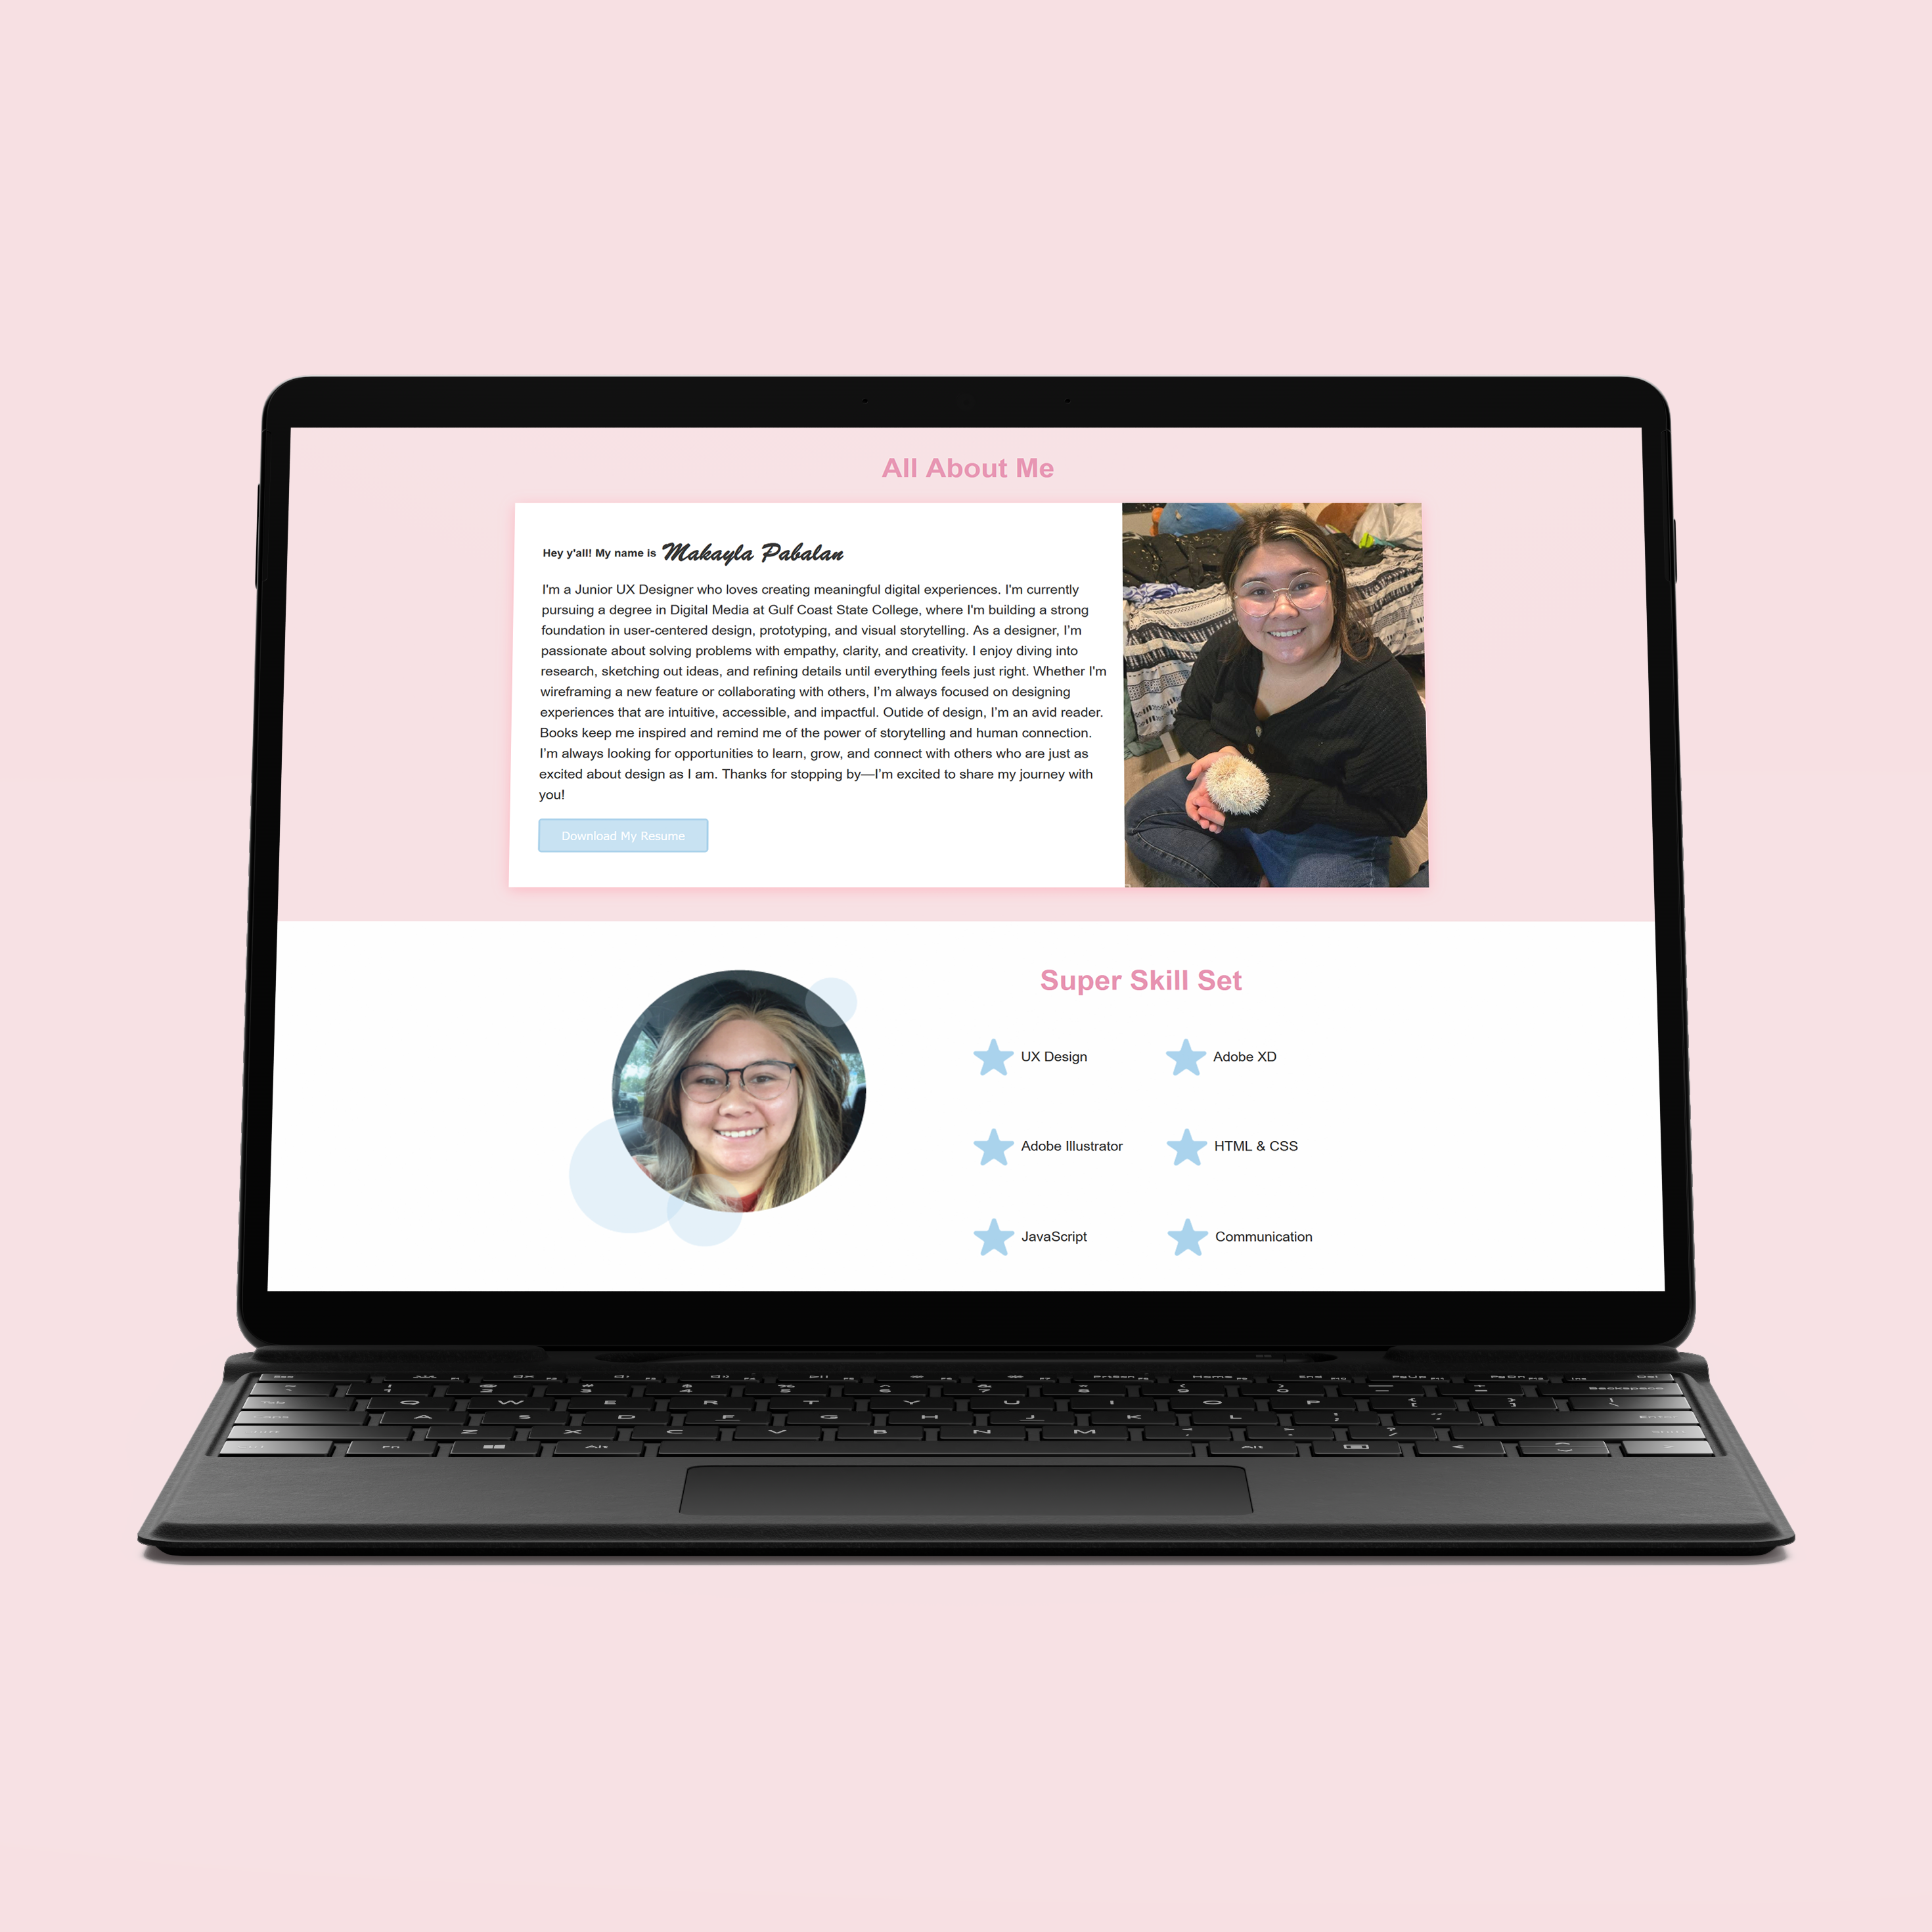 All About Me
Hey y'all! My name is Makayla Pabalan
I'm a Junior UX Designer who loves creating meaningful digital experiences. I'm currently
pursuing a degree in Digital Media at Gulf Coast State College, where I'm building a strong
foundation in user-centered design, prototyping, and visual storytelling. As a designer, I'm
passionate about solving problems with empathy, clarity, and creativity. I enjoy diving into
research, sketching out ideas, and refining details until everything feels just right. Whether I'm
wireframing a new feature or collaborating with others, I'm always focused on designing
experiences that are intuitive, accessible, and impactful. Outide of design, I'm an avid reader.
Books keep me inspired and remind me of the power of storytelling and human connection.
I'm always looking for opportunities to learn, grow, and connect with others who are just as
excited about design as I am. Thanks for stopping by—I'm excited to share my journey with
you!
Download My Resume
Super Skill Set
UX Design
Adobe XD
Adobe Illustrator
HTML & CSS
JavaScript
Communication
Backspace
Q W E R T Y U I O P
A S D F G H J K L
Z X C V B N M
Fn Alt Alt